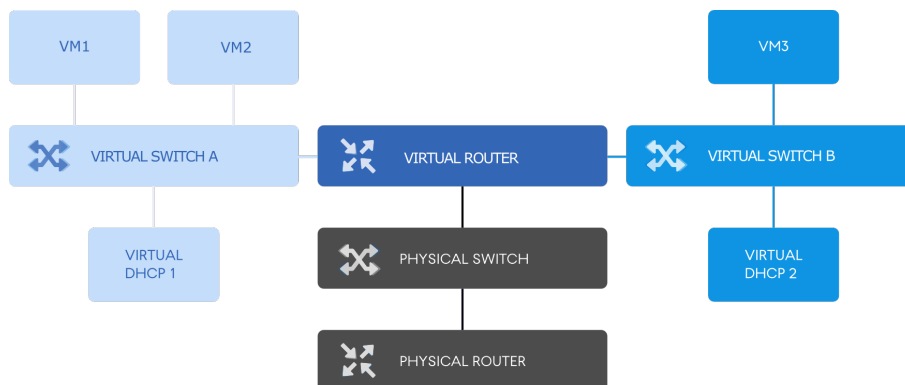 VM1
VM2
VM3
VIRTUAL SWITCH A
VIRTUAL ROUTER
VIRTUAL SWITCH B
VIRTUAL
DHCP 1
PHYSICAL SWITCH
VIRTUAL
DHCP 2
PHYSICAL ROUTER